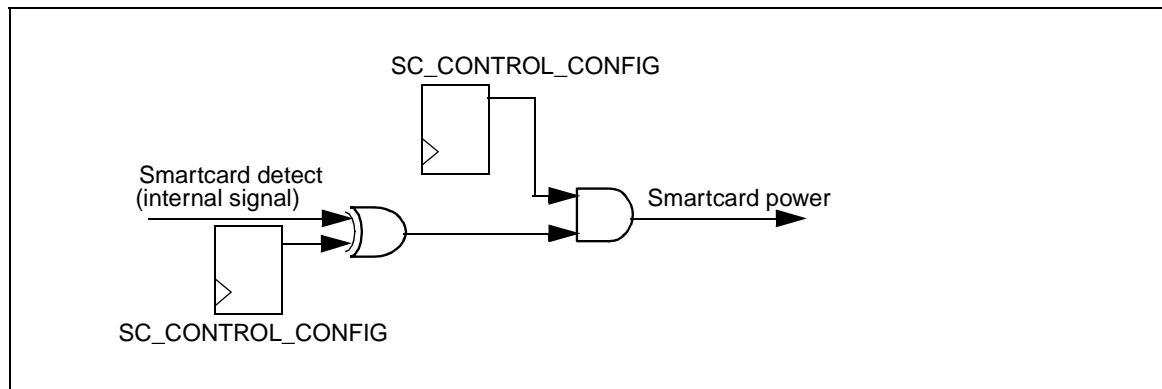 SC_CONTROL_CONFIG
Smartcard detect
(internal signal)
Smartcard power
SC_CONTROL_CONFIG